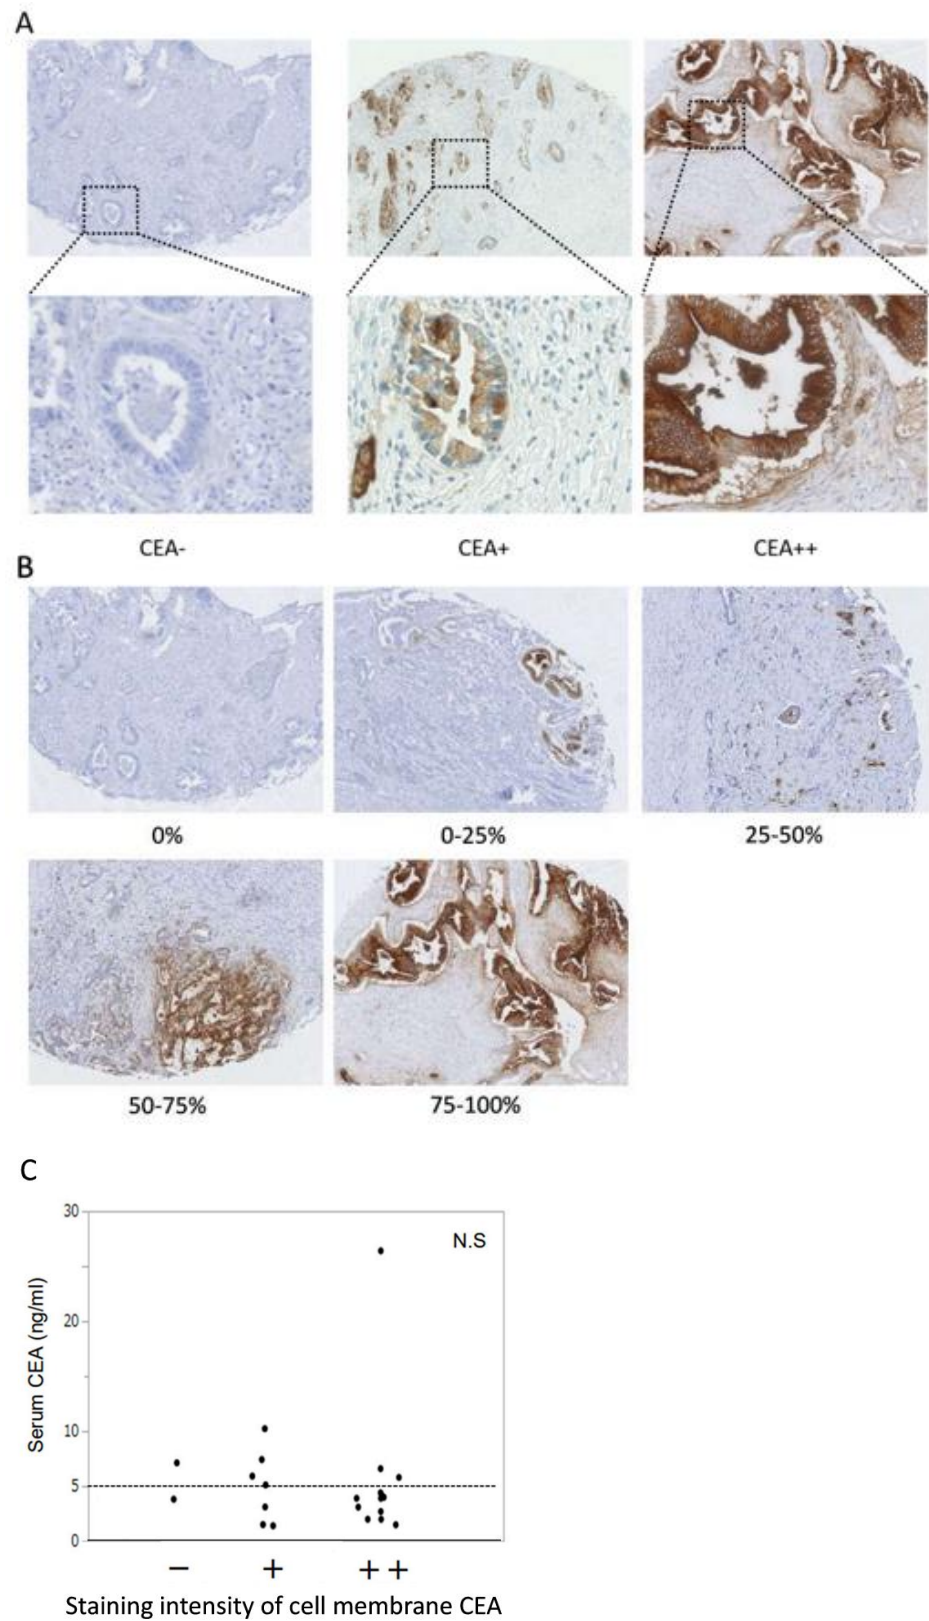 A
CEA-
CEA+
CEA++
B
0%
0-25%
25-50%
50-75%
75-100%
C
30
N.S
20
10
5
0
Serum CEA (ng/ml)
− + ++
Staining intensity of cell membrane CEA